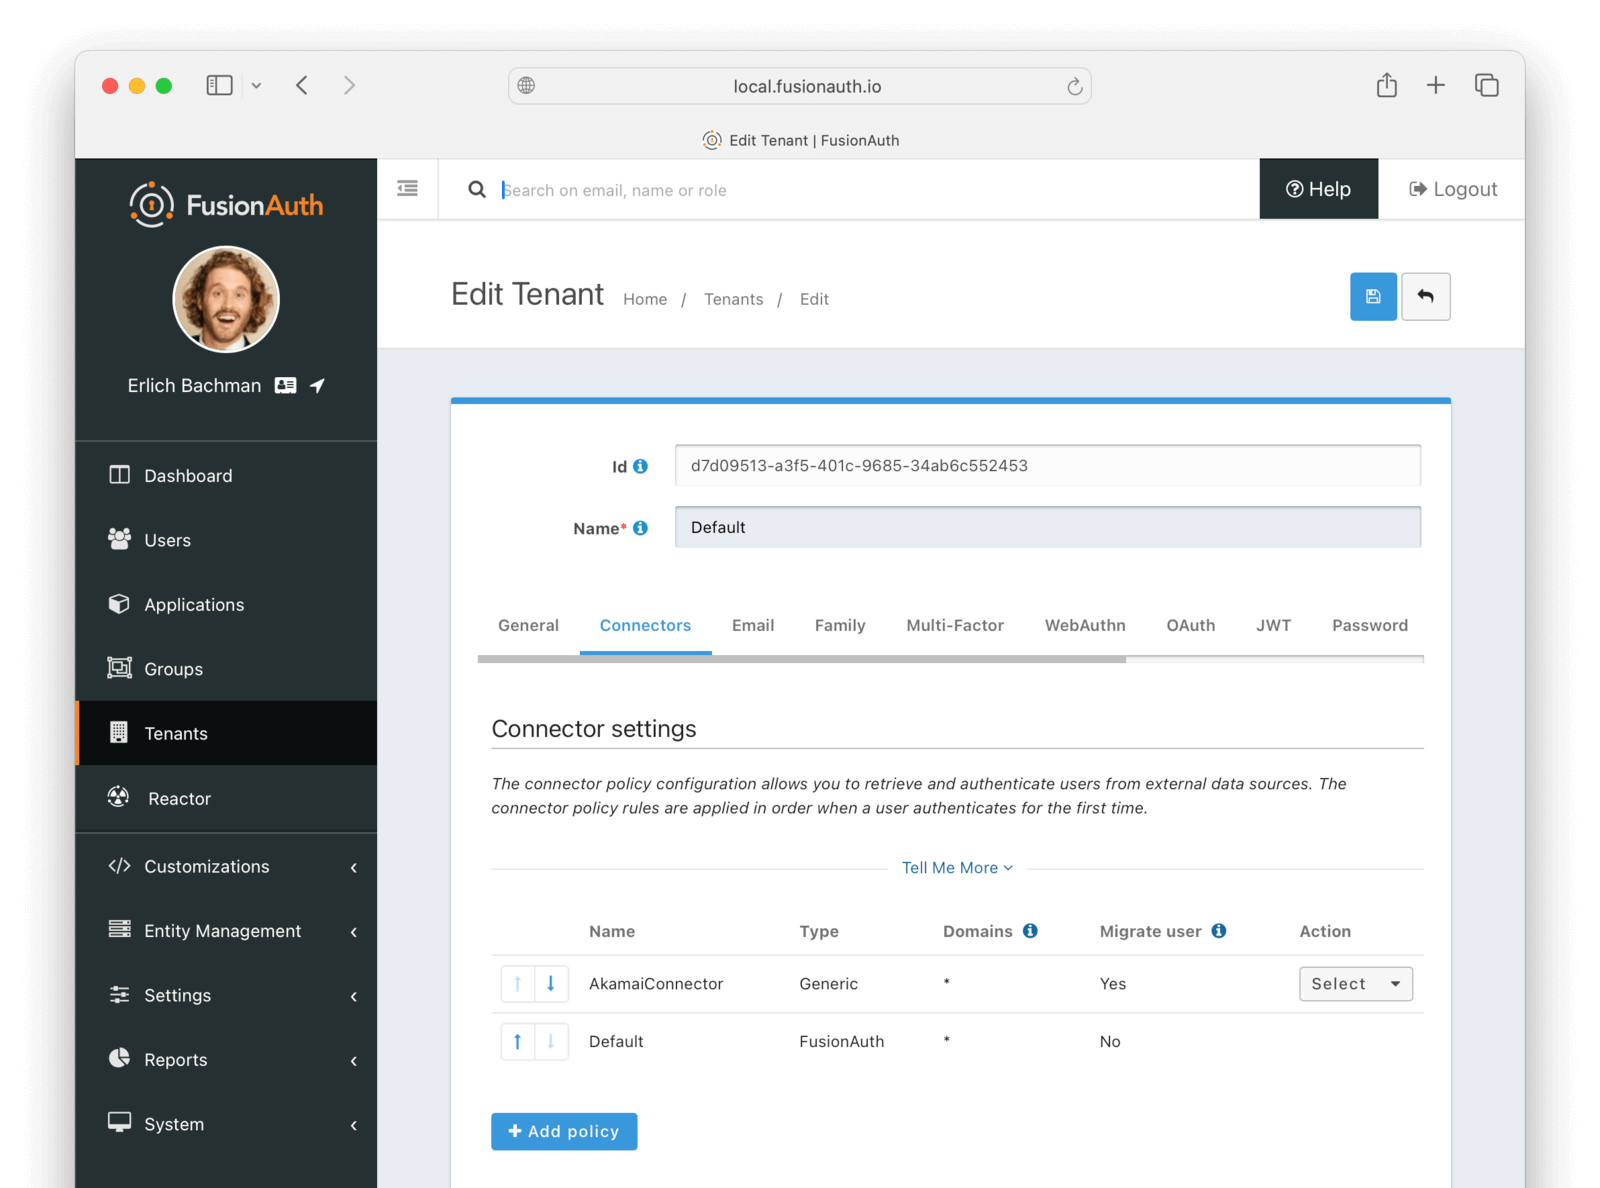 local.fusionauth.io
Edit Tenant | FusionAuth
FusionAuth
Search on email, name or role
Help
Logout
Erlich Bachman
Edit Tenant
Home / Tenants / Edit
Dashboard
Users
Applications
Groups
Tenants
Reactor
Customizations
Entity Management
Settings
Reports
System
Id
d7d09513-a3f5-401c-9685-34ab6c552453
Name*
Default
General Connectors Email Family Multi-Factor WebAuthn OAuth JWT Password
Connector settings
The connector policy configuration allows you to retrieve and authenticate users from external data sources. The
connector policy rules are applied in order when a user authenticates for the first time.
Tell Me More
Name Type Domains Migrate user Action
AkamaiConnector Generic * Yes Select
Default FusionAuth * No
Add policy